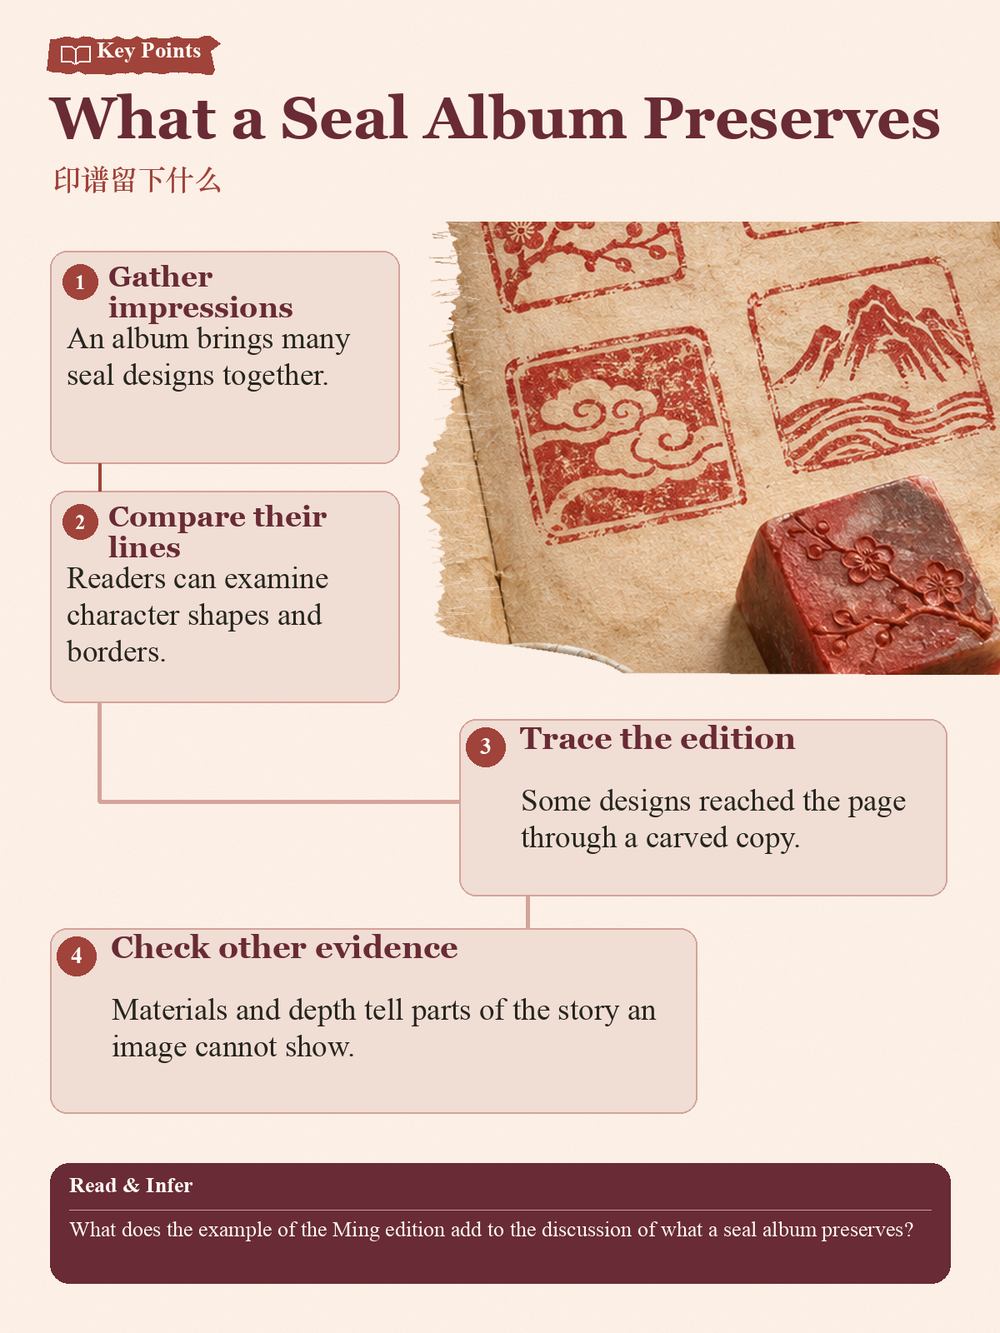 Key Points
What a Seal Album Preserves
印谱留下什么
1
Gather
impressions
An album brings many
seal designs together.
2
Compare their
lines
Readers can examine
character shapes and
borders.
3
Trace the edition
Some designs reached the page
through a carved copy.
4
Check other evidence
Materials and depth tell parts of the story an
image cannot show.
Read & Infer
What does the example of the Ming edition add to the discussion of what a seal album preserves?